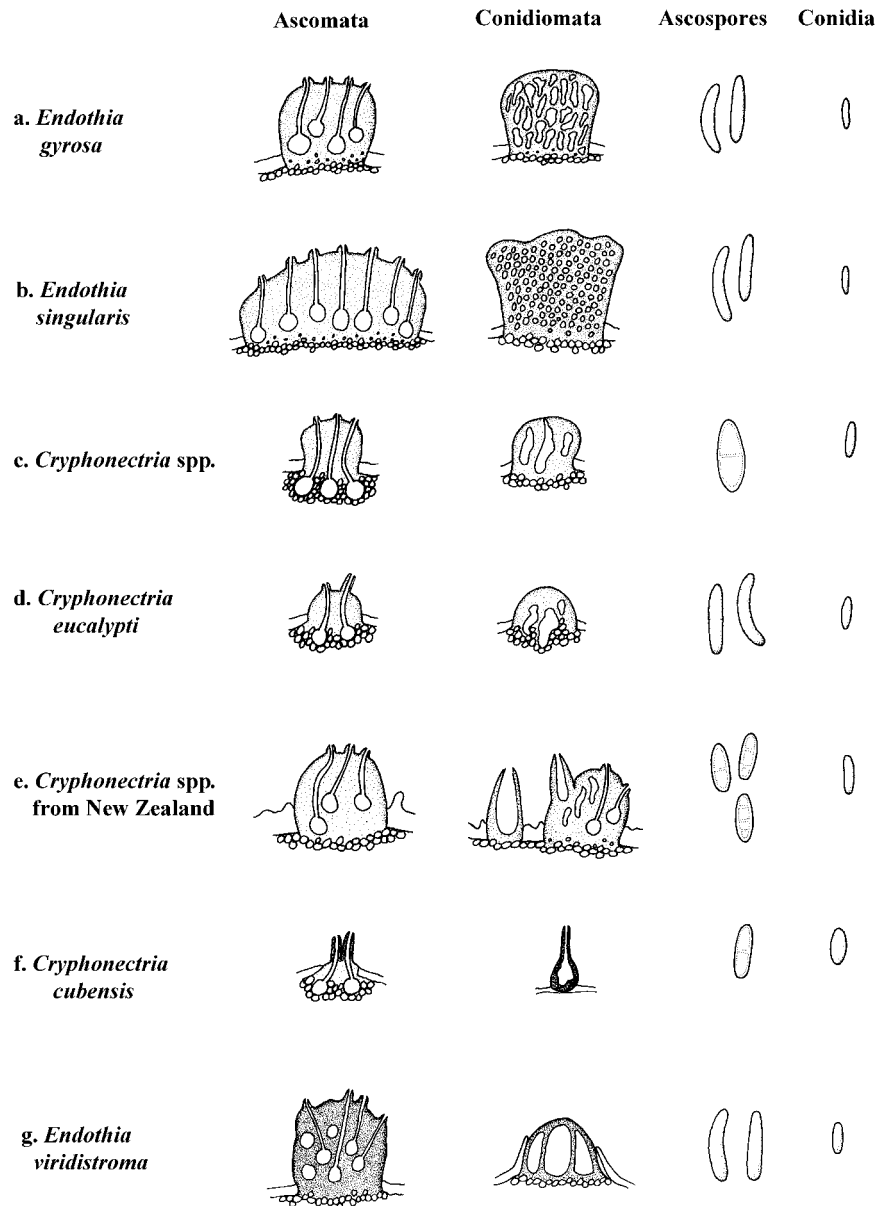 Ascomata Conidiomata Ascospores Conidia
a. Endothia
gyrosa
b. Endothia
singularis
c. Cryphonectria spp.
d. Cryphonectria
eucalypti
e. Cryphonectria spp.
from New Zealand
f. Cryphonectria
cubensis
g. Endothia
viridistroma